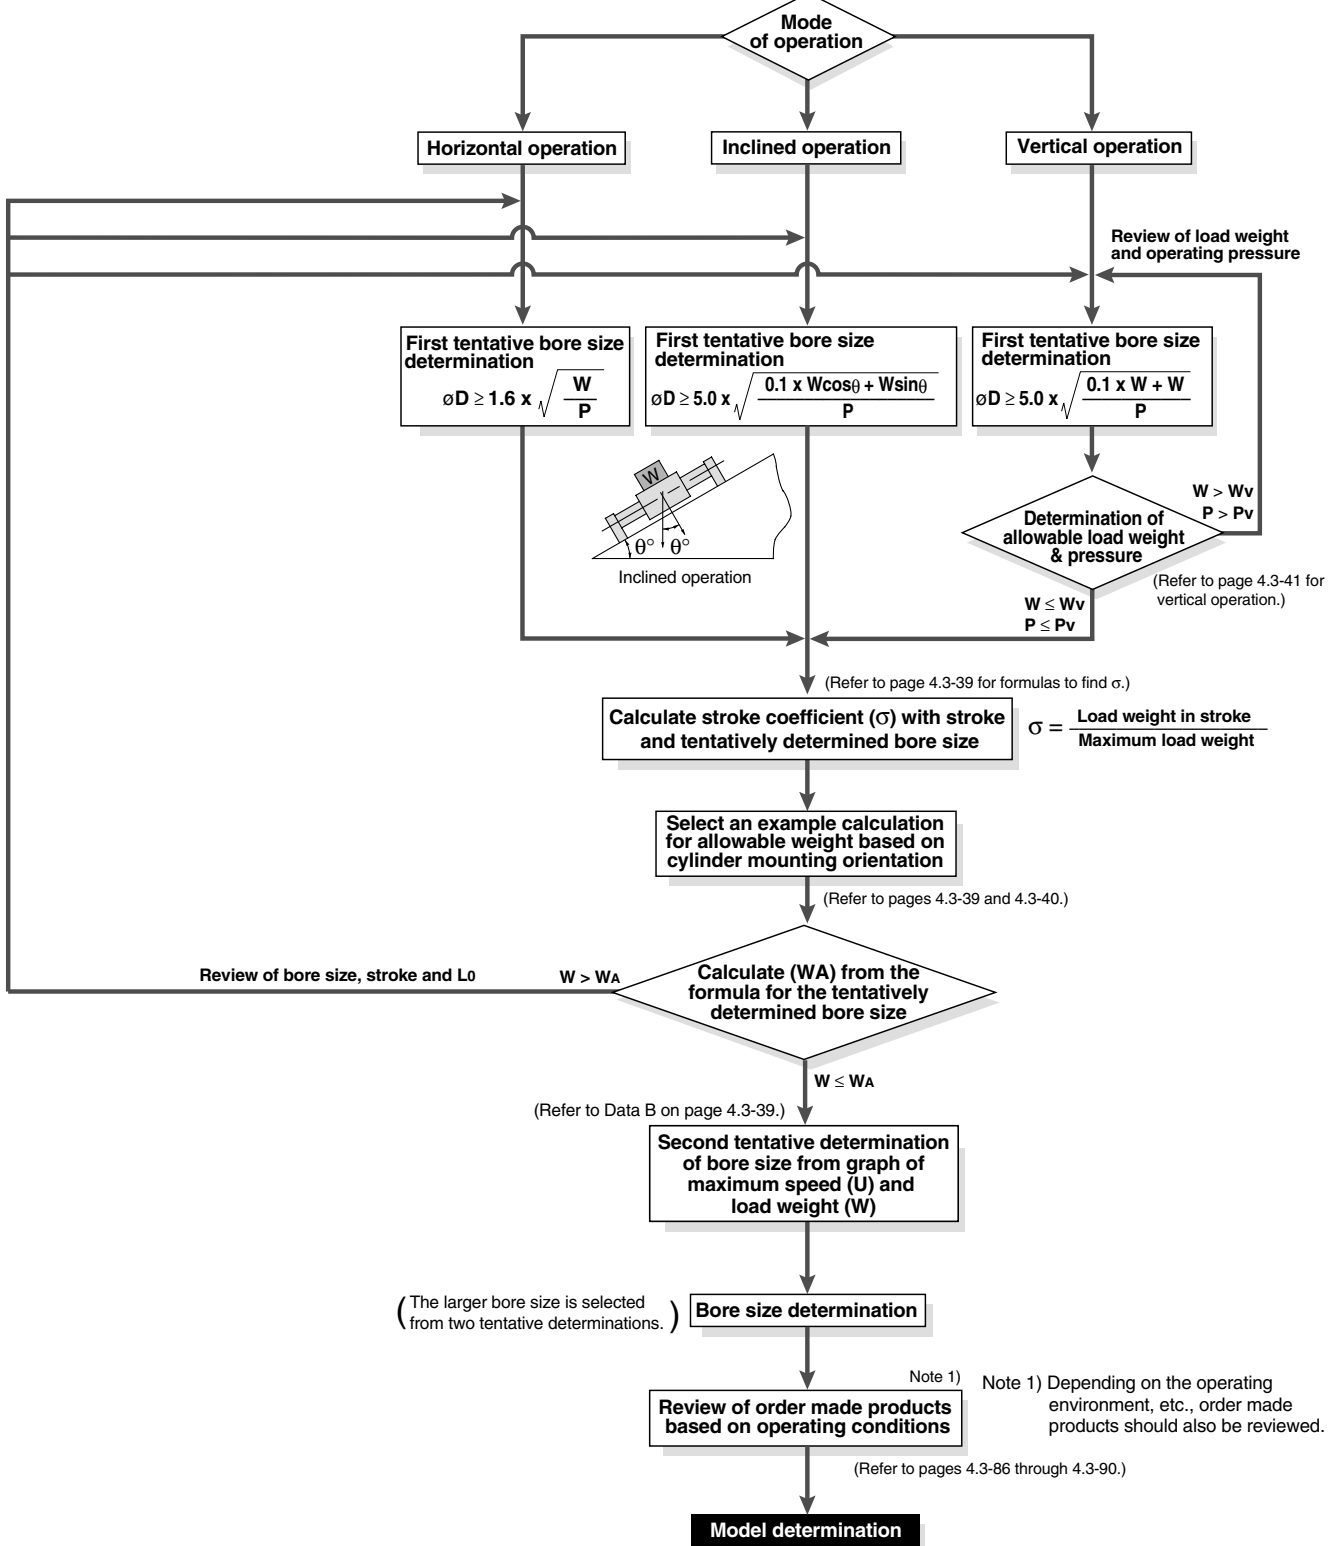 Mode
of operation
Horizontal operation
Inclined operation
Vertical operation
Review of load weight
and operating pressure
First tentative bore size
determination
øD ≥ 1.6 x √ W
P
First tentative bore size
determination
øD ≥ 5.0 x √ 0.1 x Wcosθ + Wsinθ
P
First tentative bore size
determination
øD ≥ 5.0 x √ 0.1 x W + W
P
W
θ° θ°
Inclined operation
W > Wv
P > Pv
Determination of
allowable load weight
& pressure
(Refer to page 4.3-41 for
vertical operation.)
W ≤ Wv
P ≤ Pv
(Refer to page 4.3-39 for formulas to find σ.)
Calculate stroke coefficient (σ) with stroke
and tentatively determined bore size
σ = Load weight in stroke
Maximum load weight
Select an example calculation
for allowable weight based on
cylinder mounting orientation
(Refer to pages 4.3-39 and 4.3-40.)
Review of bore size, stroke and L0
W > WA
Calculate (WA) from the
formula for the tentatively
determined bore size
W ≤ WA
(Refer to Data B on page 4.3-39.)
Second tentative determination
of bore size from graph of
maximum speed (U) and
load weight (W)
(The larger bore size is selected
from two tentative determinations.)
Bore size determination
Note 1)
Review of order made products
based on operating conditions
Note 1) Depending on the operating
environment, etc., order made
products should also be reviewed.
(Refer to pages 4.3-86 through 4.3-90.)
Model determination